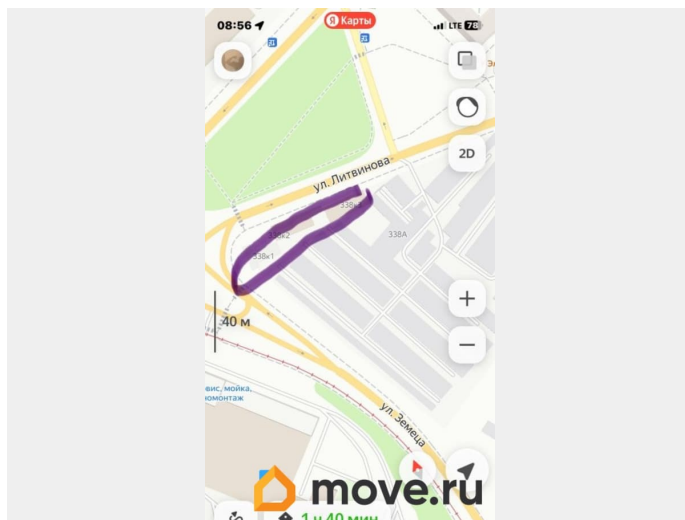 08:56
Я Карты
LTE 78
2D
ул. Литвинова
338А
338к2
338к1
40 м
вис, мойка,
юмонтаж
ул. Земеца
move.ru
1 ч 40 мин